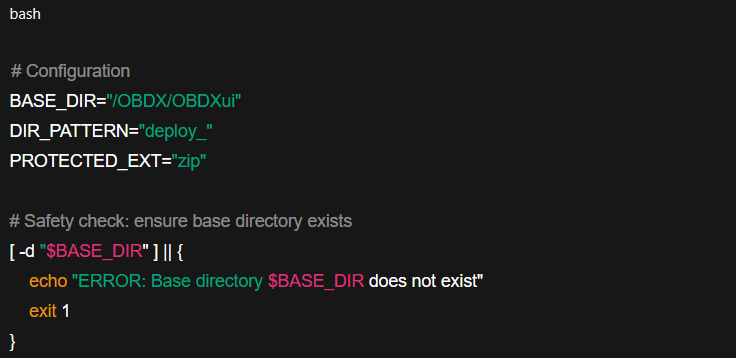 bash
# Configuration
BASE_DIR="/OBDX/OBDXui"
DIR_PATTERN="deploy_"
PROTECTED_EXT="zip"
# Safety check: ensure base directory exists
[ -d "$BASE_DIR" ] || {
echo "ERROR: Base directory $BASE_DIR does not exist"
exit 1
}